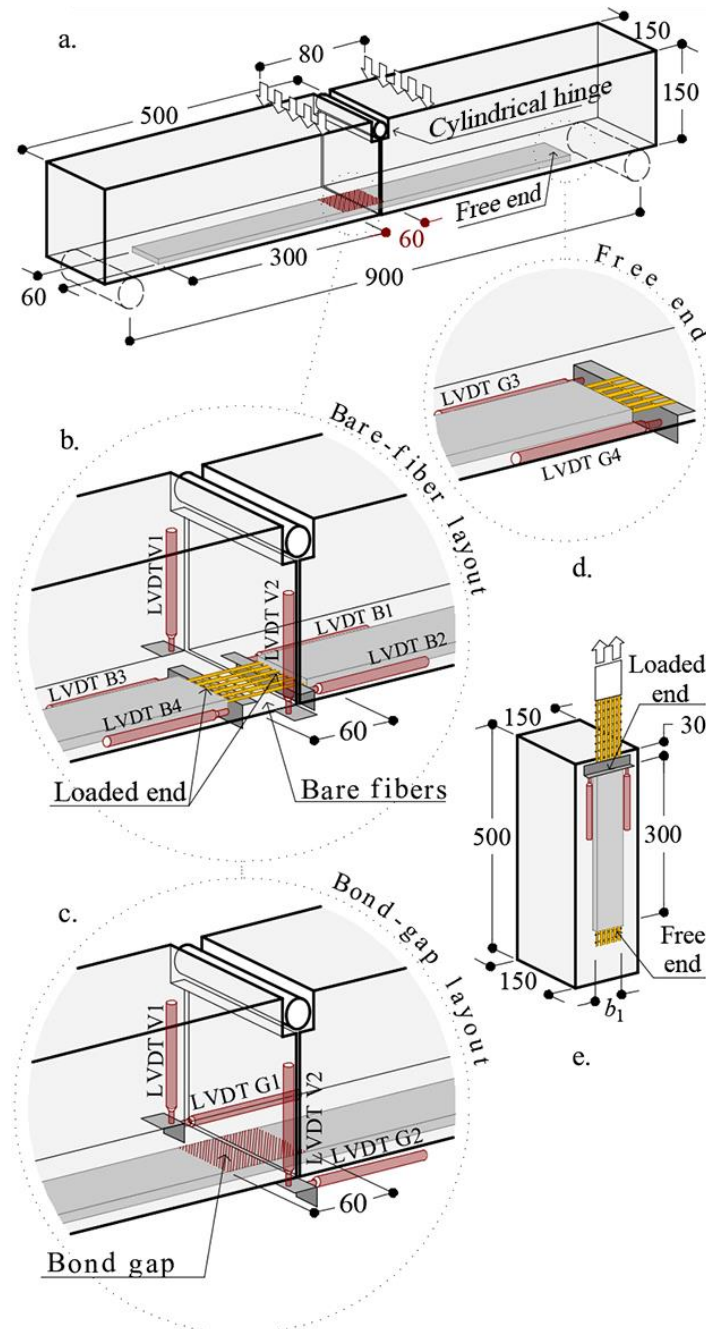 a.
80
150
150
500
Cylindrical hinge
Free end
60
300
900
60
Free end
LVDT G3
LVDT G4
d.
b.
Bare-fiber layout
LVDT V1
LVDT V2
LVDT B1
LVDT B2
LVDT B3
LVDT B4
60
Loaded end
Bare fibers
Loaded
end
150
30
500
300
Free
end
150
b1
e.
c.
Bond-gap layout
LVDT V1
LVDT G1
LVDT V2
LVDT G2
60
Bond gap